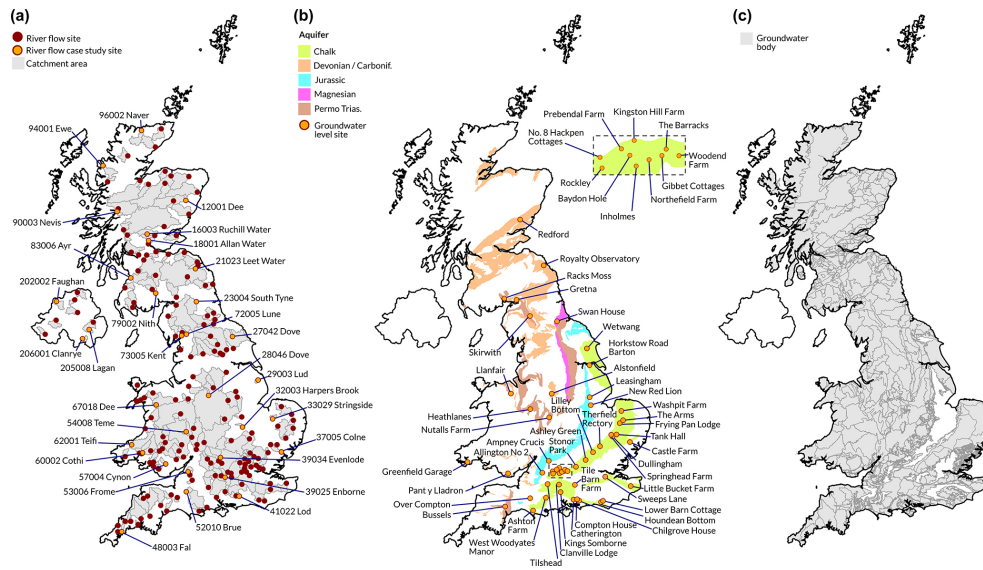 (a)
River flow site
River flow case study site
Catchment area
96002 Naver
94001 Ewe
12001 Dee
90003 Nevis
16003 Ruchill Water
83006 Ayr
18001 Allan Water
21023 Leet Water
202002 Faughan
23004 South Tyne
79002 Nith
72005 Lune
27042 Dove
206001 Clanrye
73005 Kent
205008 Lagan
28046 Dove
29003 Lud
32003 Harpers Brook
67018 Dee
33029 Stringside
54008 Teme
62001 Teifi
37005 Colne
60002 Cothi
39034 Evenlode
57004 Cynon
53006 Frome
39025 Enborne
41022 Lod
52010 Brue
48003 Fal
(b)
Aquifer
Chalk
Devonian / Carbonif.
Jurassic
Magnesian
Permo Trias.
Groundwater
level site
Kingston Hill Farm
Prebendal Farm
The Barracks
No. 8 Hackpen
Cottages
Woodend
Farm
Rockley
Gibbet Cottages
Baydon Hole
Northefield Farm
Inholmes
Redford
Royalty Observatory
Racks Moss
Gretna
Swan House
Wetwang
Skirwith
Horkstow Road
Barton
Llanfair
Alstonfield
Leasingham
New Red Lion
Lilley
Bottom
Therfield
Rectory
Washpit Farm
The Arms
Heathlanes
Frying Pan Lodge
Nutalls Farm
Ashley Green
Tank Hall
Ampney Crucis
Stonor
Park
Castle Farm
Allington No 2
Dullingham
Greenfield Garage
Tile
Barn
Farm
Springhead Farm
Little Bucket Farm
Pant y Lladron
Sweeps Lane
Over Compton
Lower Barn Cottage
Bussels
Houndean Bottom
Ashton
Farm
Compton House
Chilgrove House
Catherington
West Woodyates
Manor
Kings Somborne
Clanville Lodge
Tilshead
(c)
Groundwater
body